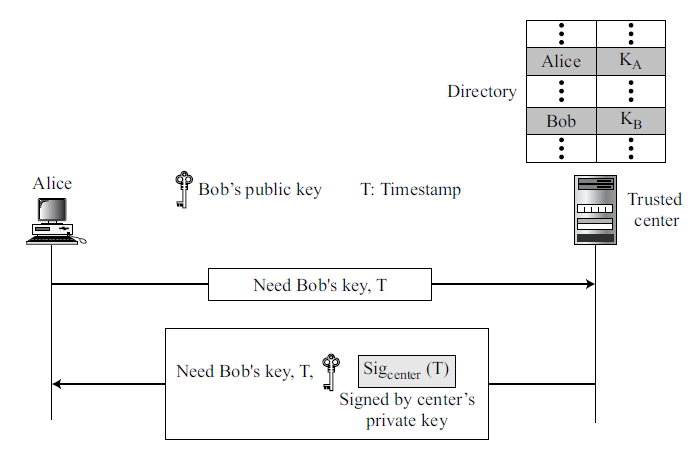 Directory
Alice K_A
Bob K_B
Alice
Bob's public key
T: Timestamp
Trusted
center
Need Bob's key, T
Need Bob's key, T, Sig_center (T)
Signed by center's
private key